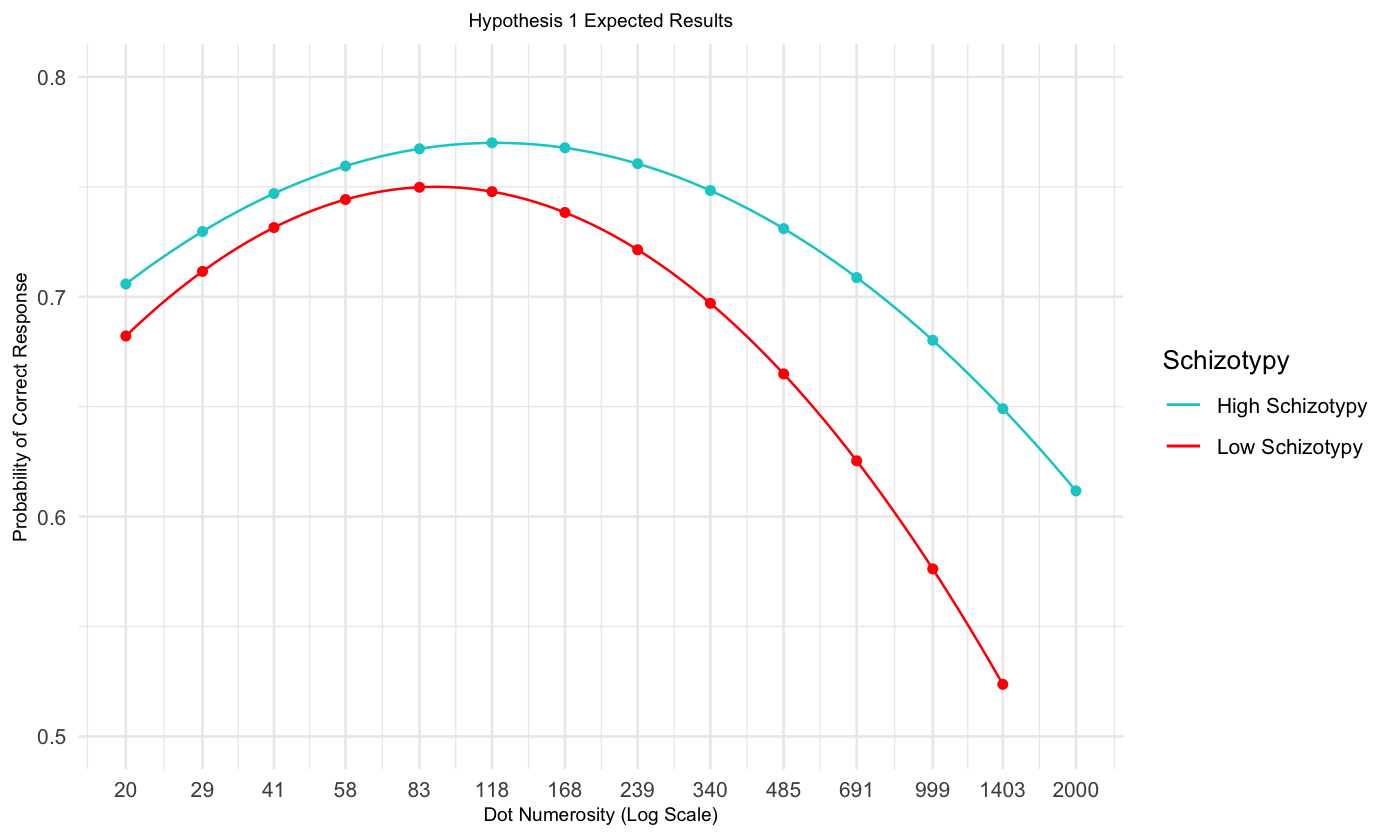 Hypothesis 1 Expected Results
Probability of Correct Response
0.8
0.7
0.6
0.5
20 29 41 58 83 118 168 239 340 485 691 999 1403 2000
Dot Numerosity (Log Scale)
Schizotypy
High Schizotypy
Low Schizotypy